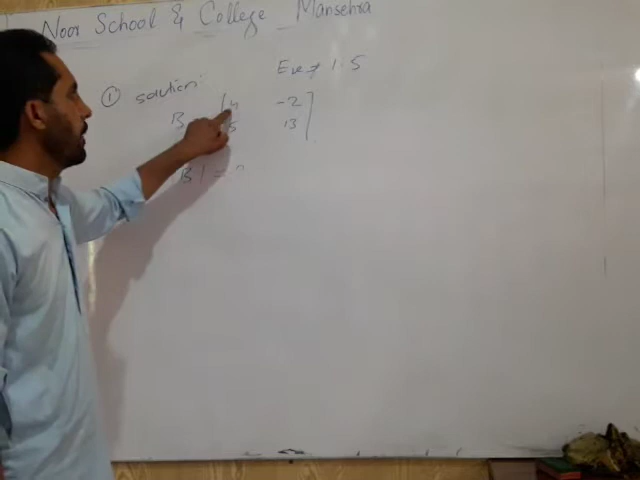 Noor School & College Mansehra
Ex # 1.5
① solution:
B 4 -2
5 13
B | = ?